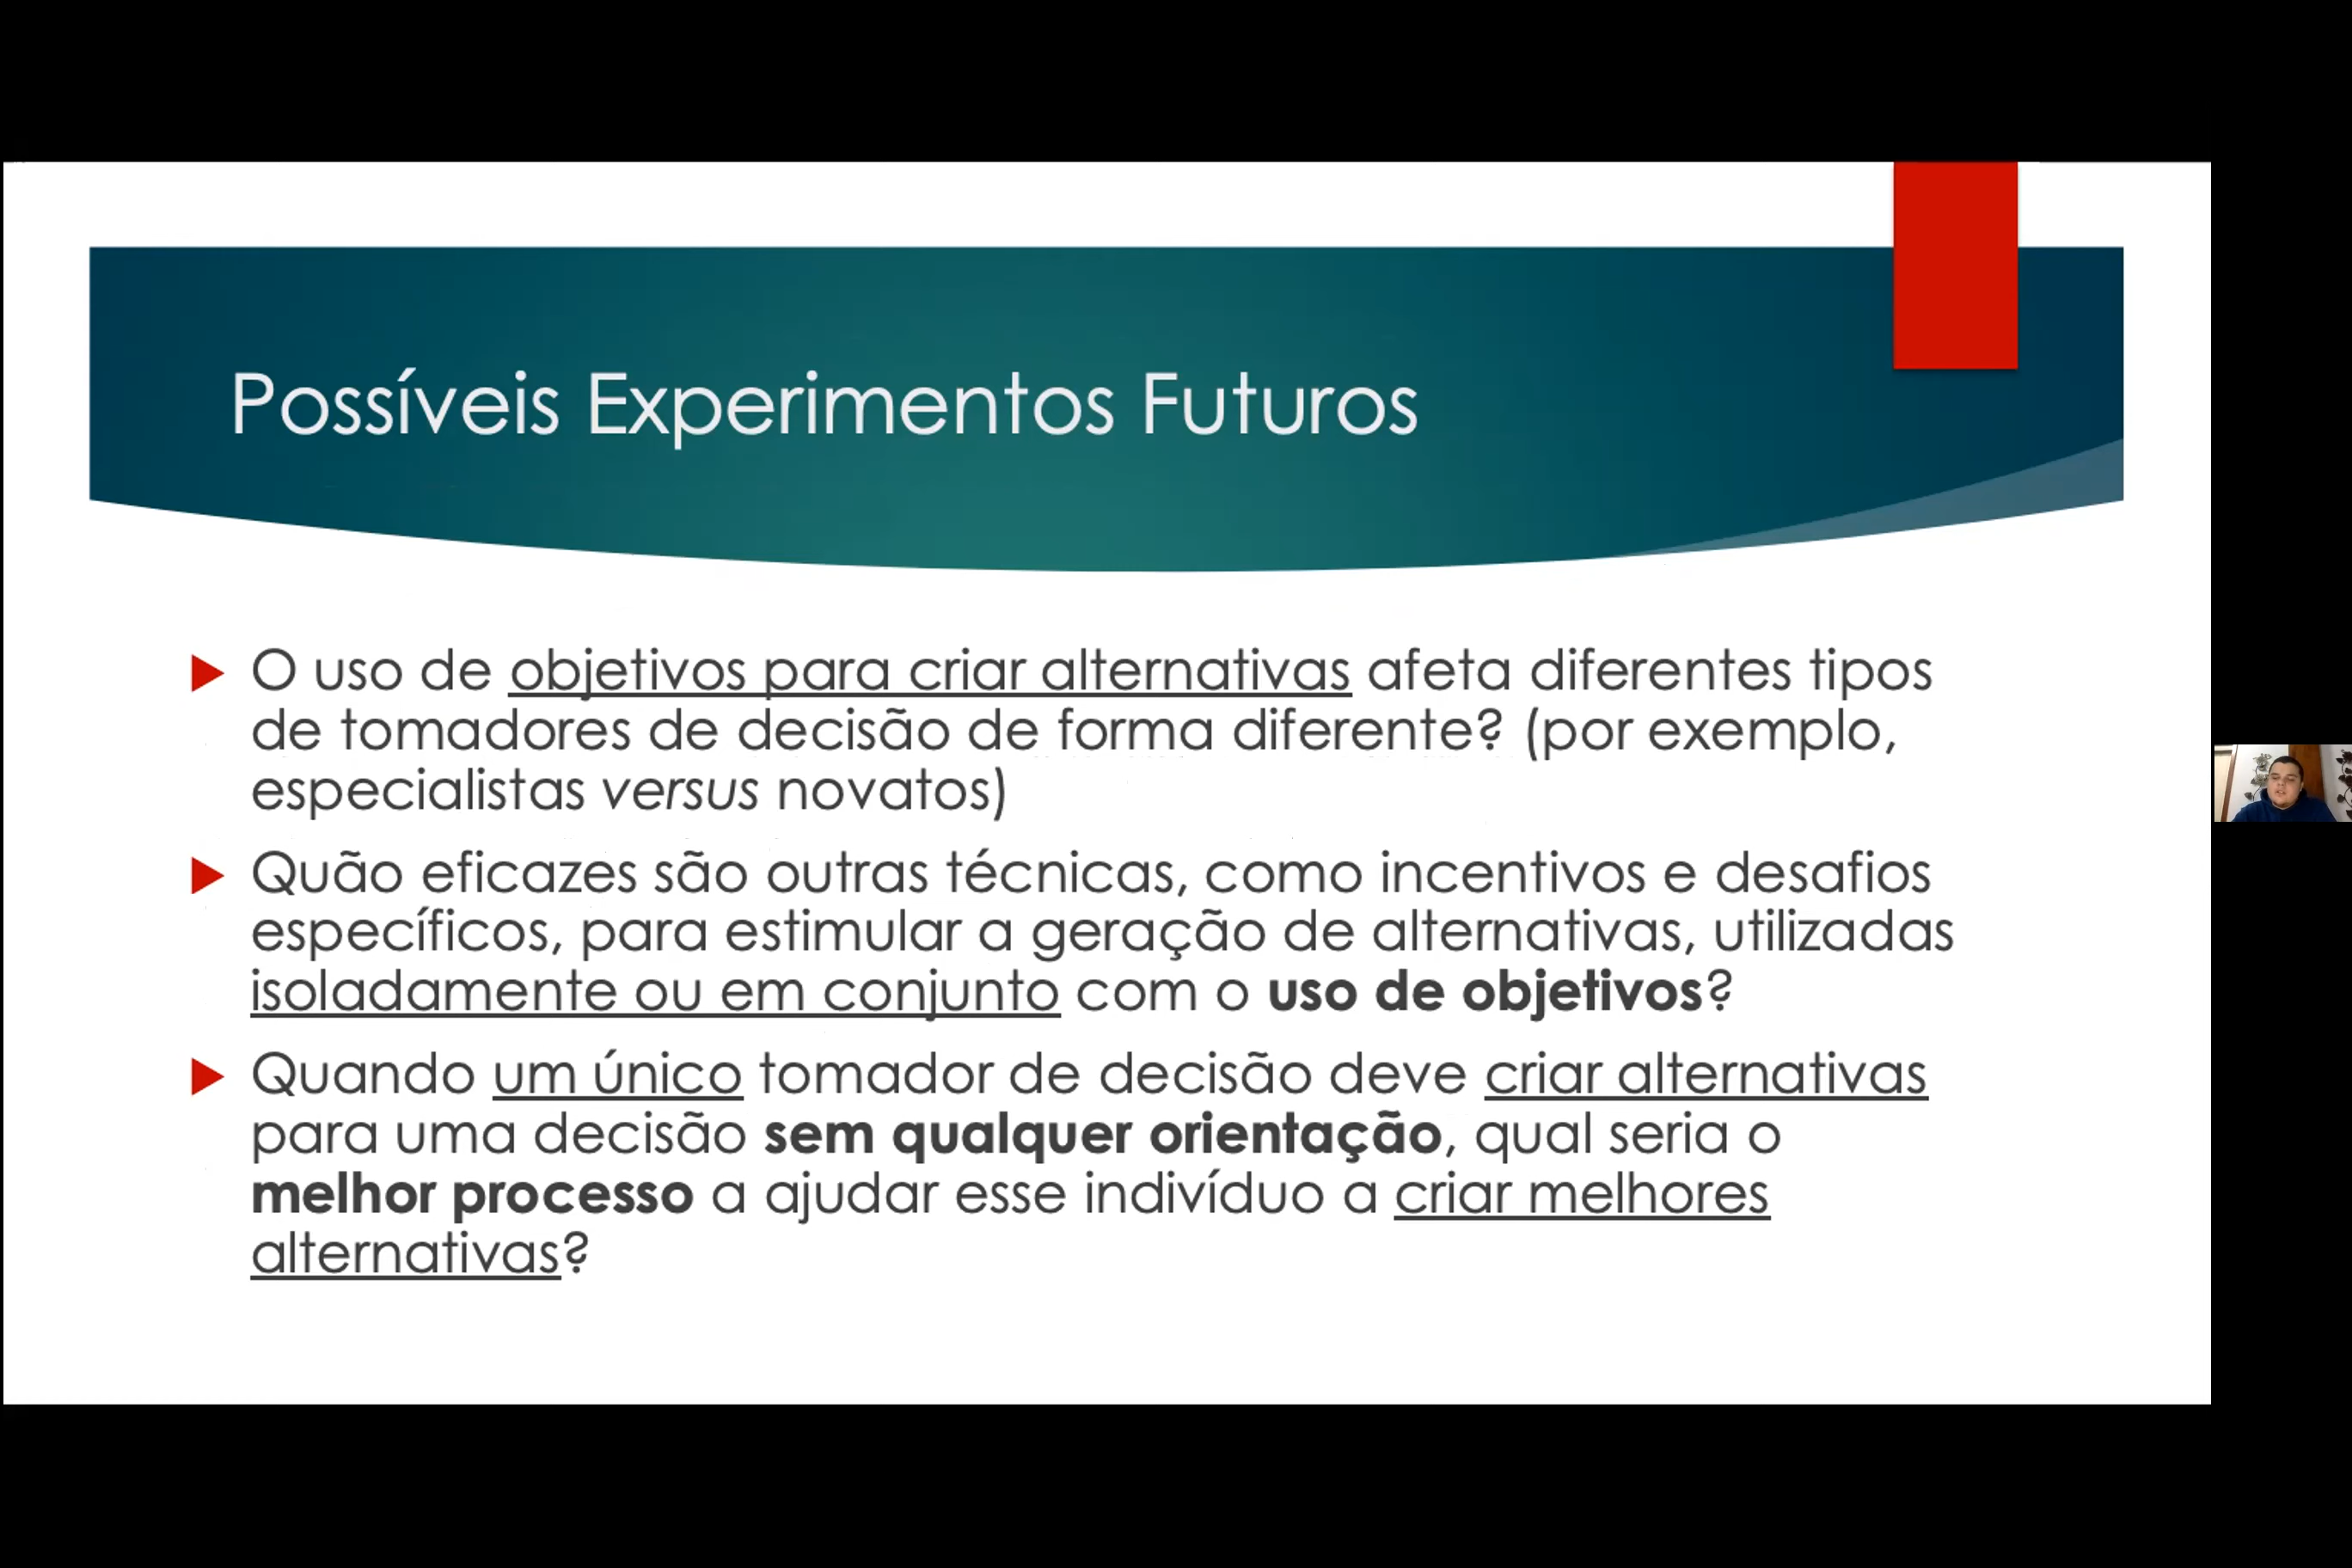 Possíveis Experimentos Futuros
O uso de objetivos para criar alternativas afeta diferentes tipos
de tomadores de decisão de forma diferente? (por exemplo,
especialistas versus novatos)
Quão eficazes são outras técnicas, como incentivos e desafios
específicos, para estimular a geração de alternativas, utilizadas
isoladamente ou em conjunto com o uso de objetivos?
Quando um único tomador de decisão deve criar alternativas
para uma decisão sem qualquer orientação, qual seria o
melhor processo a ajudar esse indivíduo a criar melhores
alternativas?